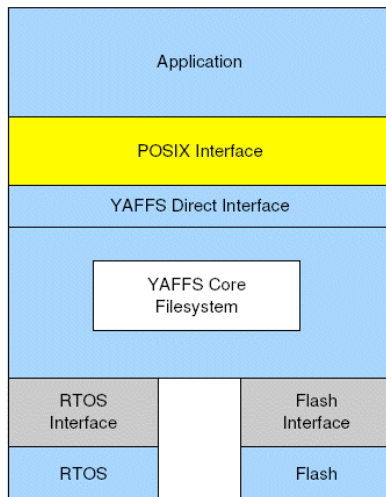 Application
POSIX Interface
YAFFS Direct Interface
YAFFS Core
Filesystem
RTOS
Interface
Flash
Interface
RTOS
Flash